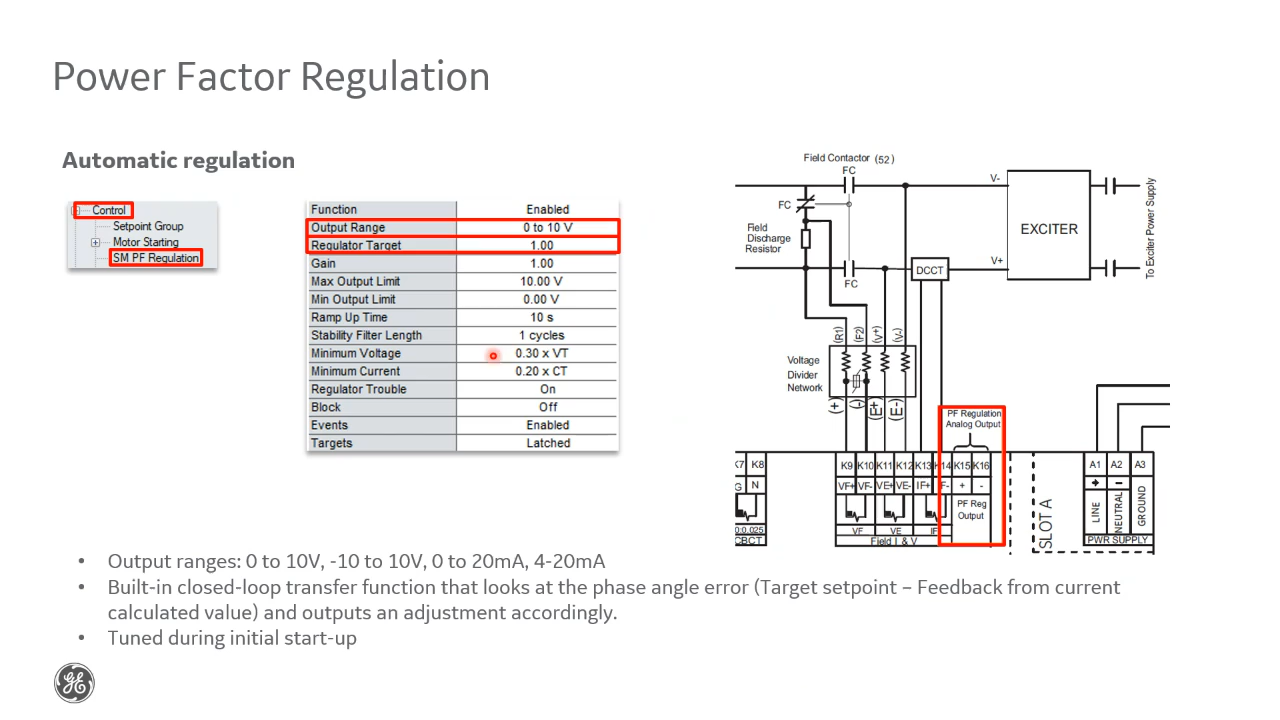 Power Factor Regulation
Automatic regulation
Control
Setpoint Group
Motor Starting
SM PF Regulation
Function Enabled
Output Range 0 to 10 V
Regulator Target 1.00
Gain 1.00
Max Output Limit 10.00 V
Min Output Limit 0.00 V
Ramp Up Time 10 s
Stability Filter Length 1 cycles
Minimum Voltage 0.30 x VT
Minimum Current 0.20 x CT
Regulator Trouble On
Block Off
Events Enabled
Targets Latched
Field Contactor (52)
FC
V-
FC
Field
Discharge
Resistor
EXCITER
To Exciter Power Supply
V+
DCCT
FC
(R1) (F2) (V+) (V-)
Voltage
Divider
Network
(+) (-) (E+) (E-)
PF Regulation
Analog Output
K7 K8 K9 K10 K11 K12 K13 K14 K15 K16 A1 A2 A3
G N VF+ VF- VE+ VE- IF+ F- + -
PF Reg
Output
SLOT A
LINE
NEUTRAL
GROUND
0:0.025 VF VE IF
CBCT Field I & V PWR SUPPLY
• Output ranges: 0 to 10V, -10 to 10V, 0 to 20mA, 4-20mA
• Built-in closed-loop transfer function that looks at the phase angle error (Target setpoint – Feedback from current
calculated value) and outputs an adjustment accordingly.
• Tuned during initial start-up
GE